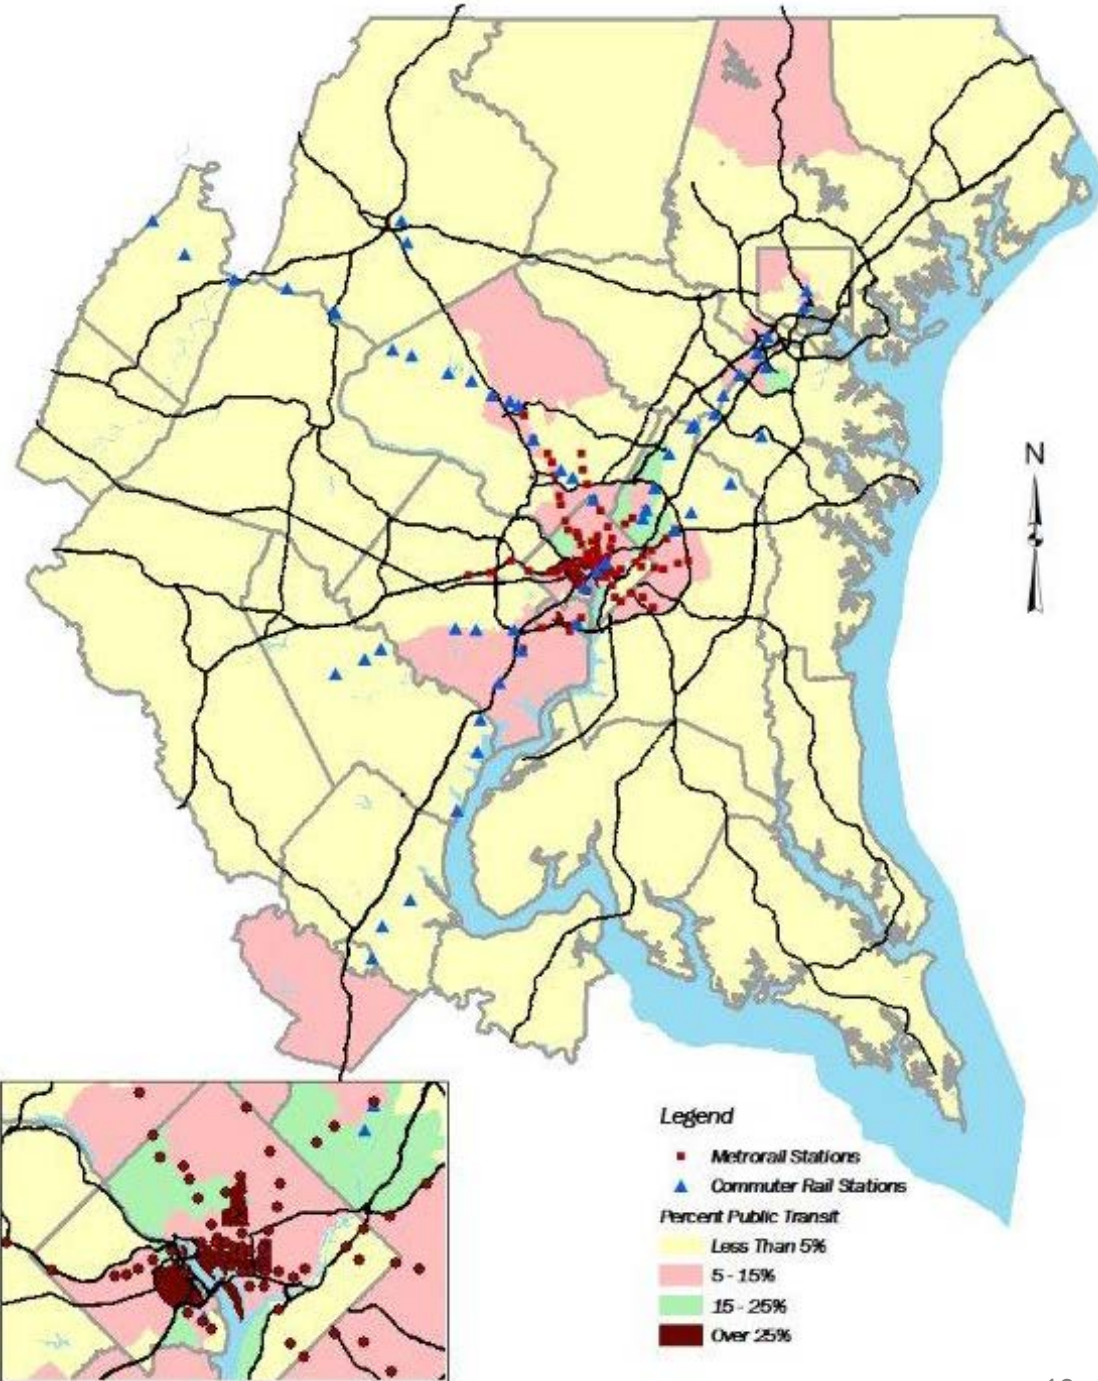 N
Legend
Metrorail Stations
Commuter Rail Stations
Percent Public Transit
Less Than 5%
5 - 15%
15 - 25%
Over 25%